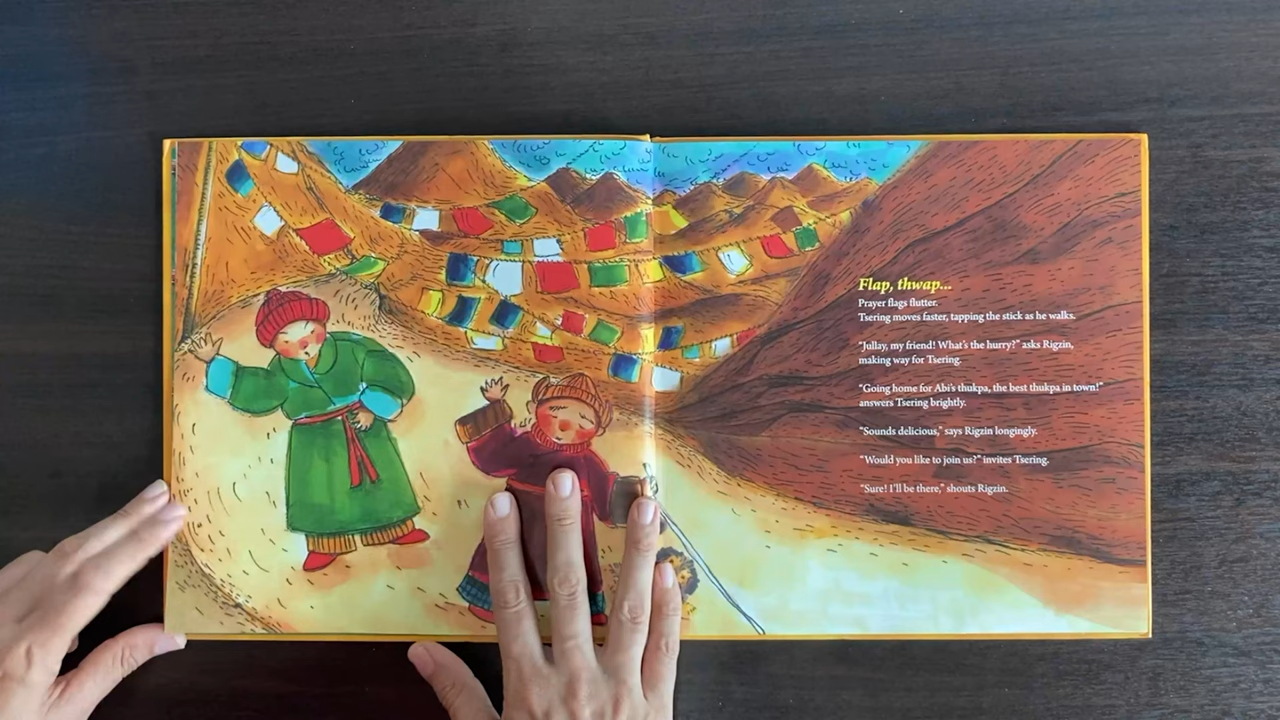 Flap, thwap...
Prayer flags flutter.
Tsering moves faster, tapping the stick as he walks.
"Jullay, my friend! What's the hurry?" asks Rigzin,
making way for Tsering.
"Going home for Abi's thukpa, the best thukpa in town!"
answers Tsering brightly.
"Sounds delicious," says Rigzin longingly.
"Would you like to join us?" invites Tsering.
"Sure! I'll be there," shouts Rigzin.